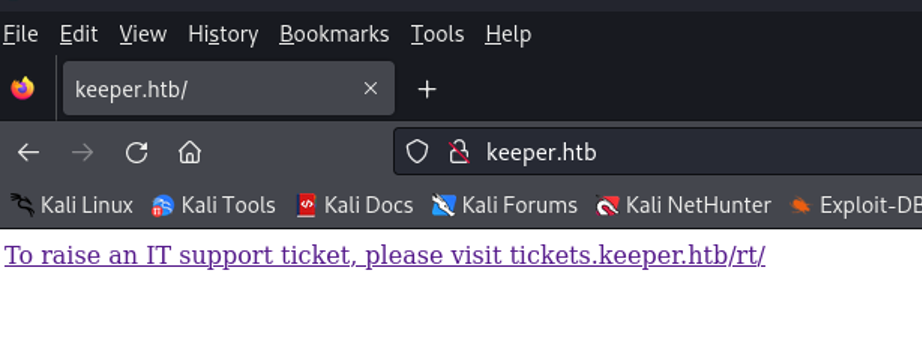 File Edit View History Bookmarks Tools Help
keeper.htb/
keeper.htb
Kali Linux Kali Tools Kali Docs Kali Forums Kali NetHunter Exploit-DB
To raise an IT support ticket, please visit tickets.keeper.htb/rt/